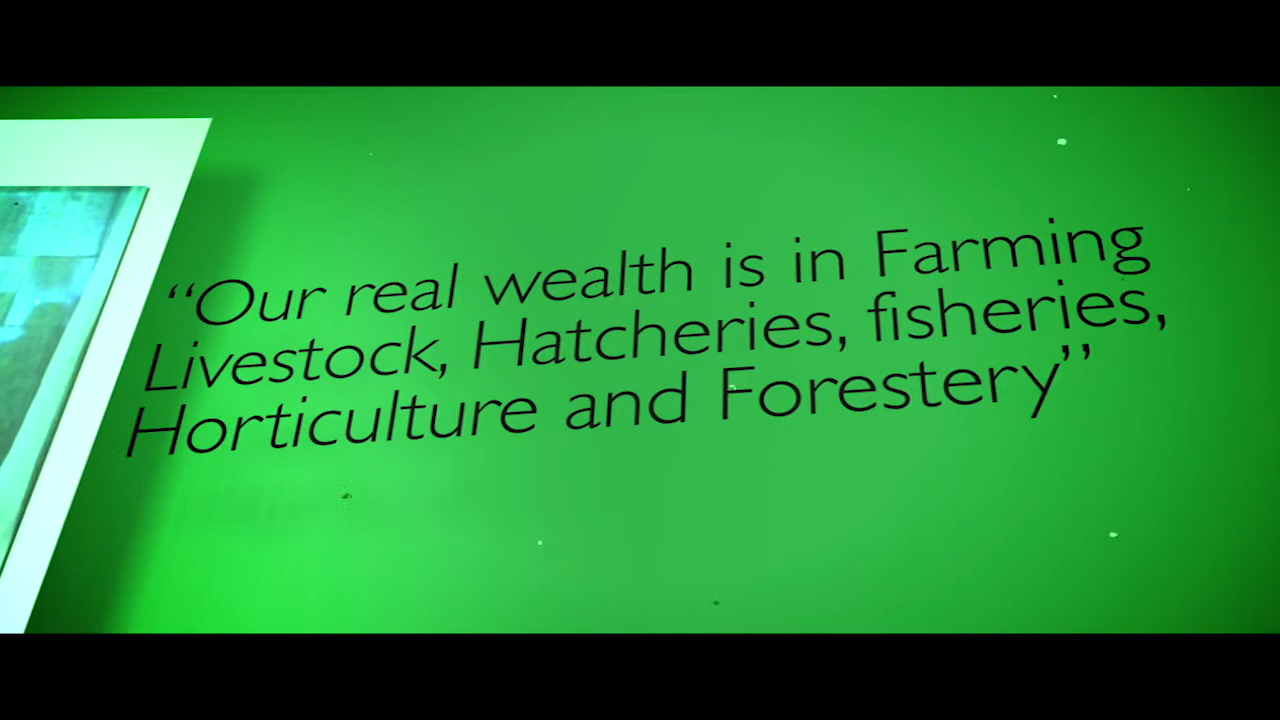 “Our real wealth is in Farming
Livestock, Hatcheries, fisheries,
Horticulture and Forestery”